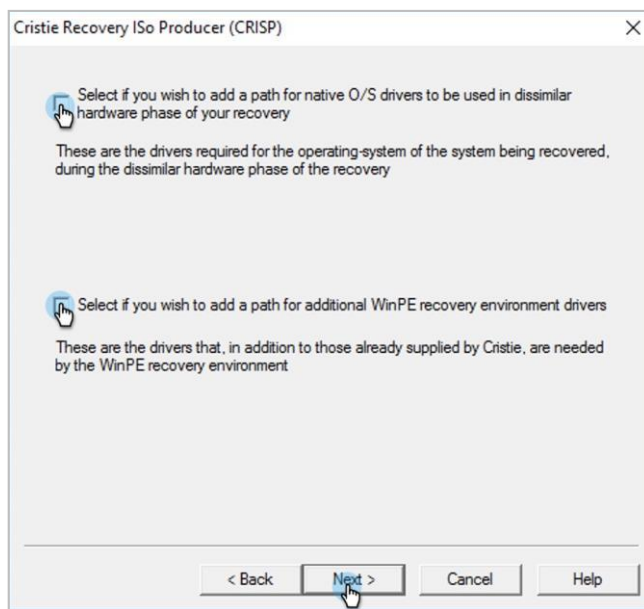 Cristie Recovery ISo Producer (CRISP)
Select if you wish to add a path for native O/S drivers to be used in dissimilar
hardware phase of your recovery
These are the drivers required for the operating-system of the system being recovered,
during the dissimilar hardware phase of the recovery
Select if you wish to add a path for additional WinPE recovery environment drivers
These are the drivers that, in addition to those already supplied by Cristie, are needed
by the WinPE recovery environment
< Back Next > Cancel Help